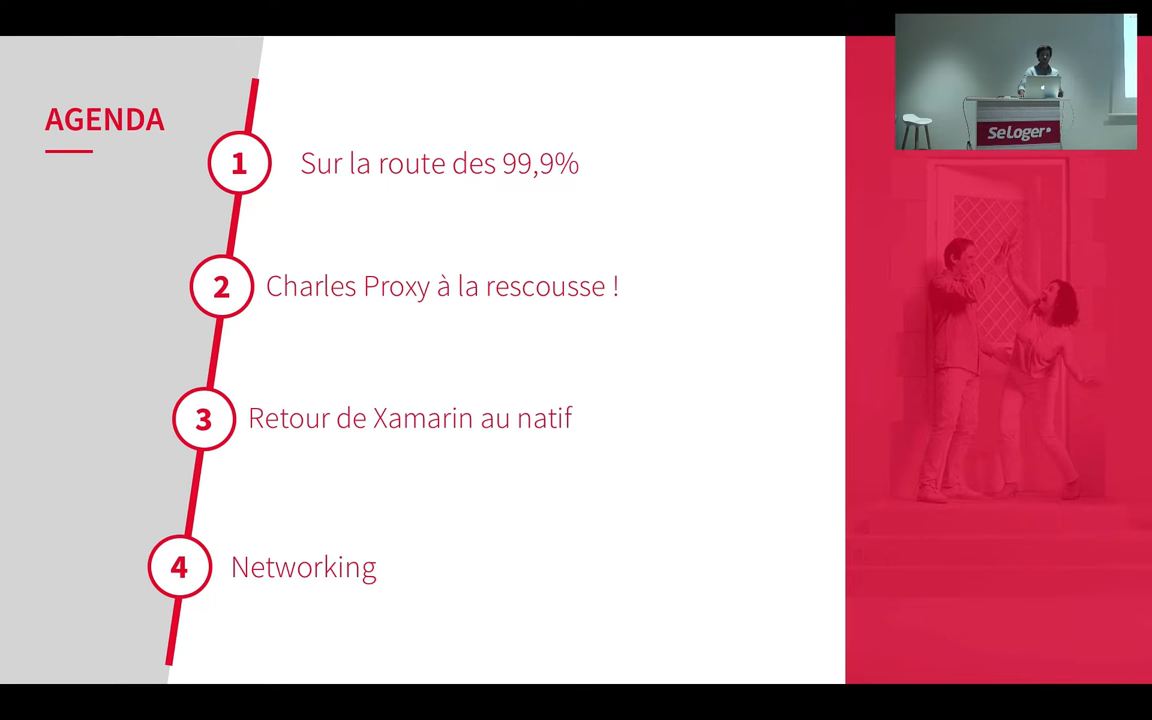 AGENDA
1
Sur la route des 99,9%
2
Charles Proxy à la rescousse !
3
Retour de Xamarin au natif
4
Networking
SeLoger